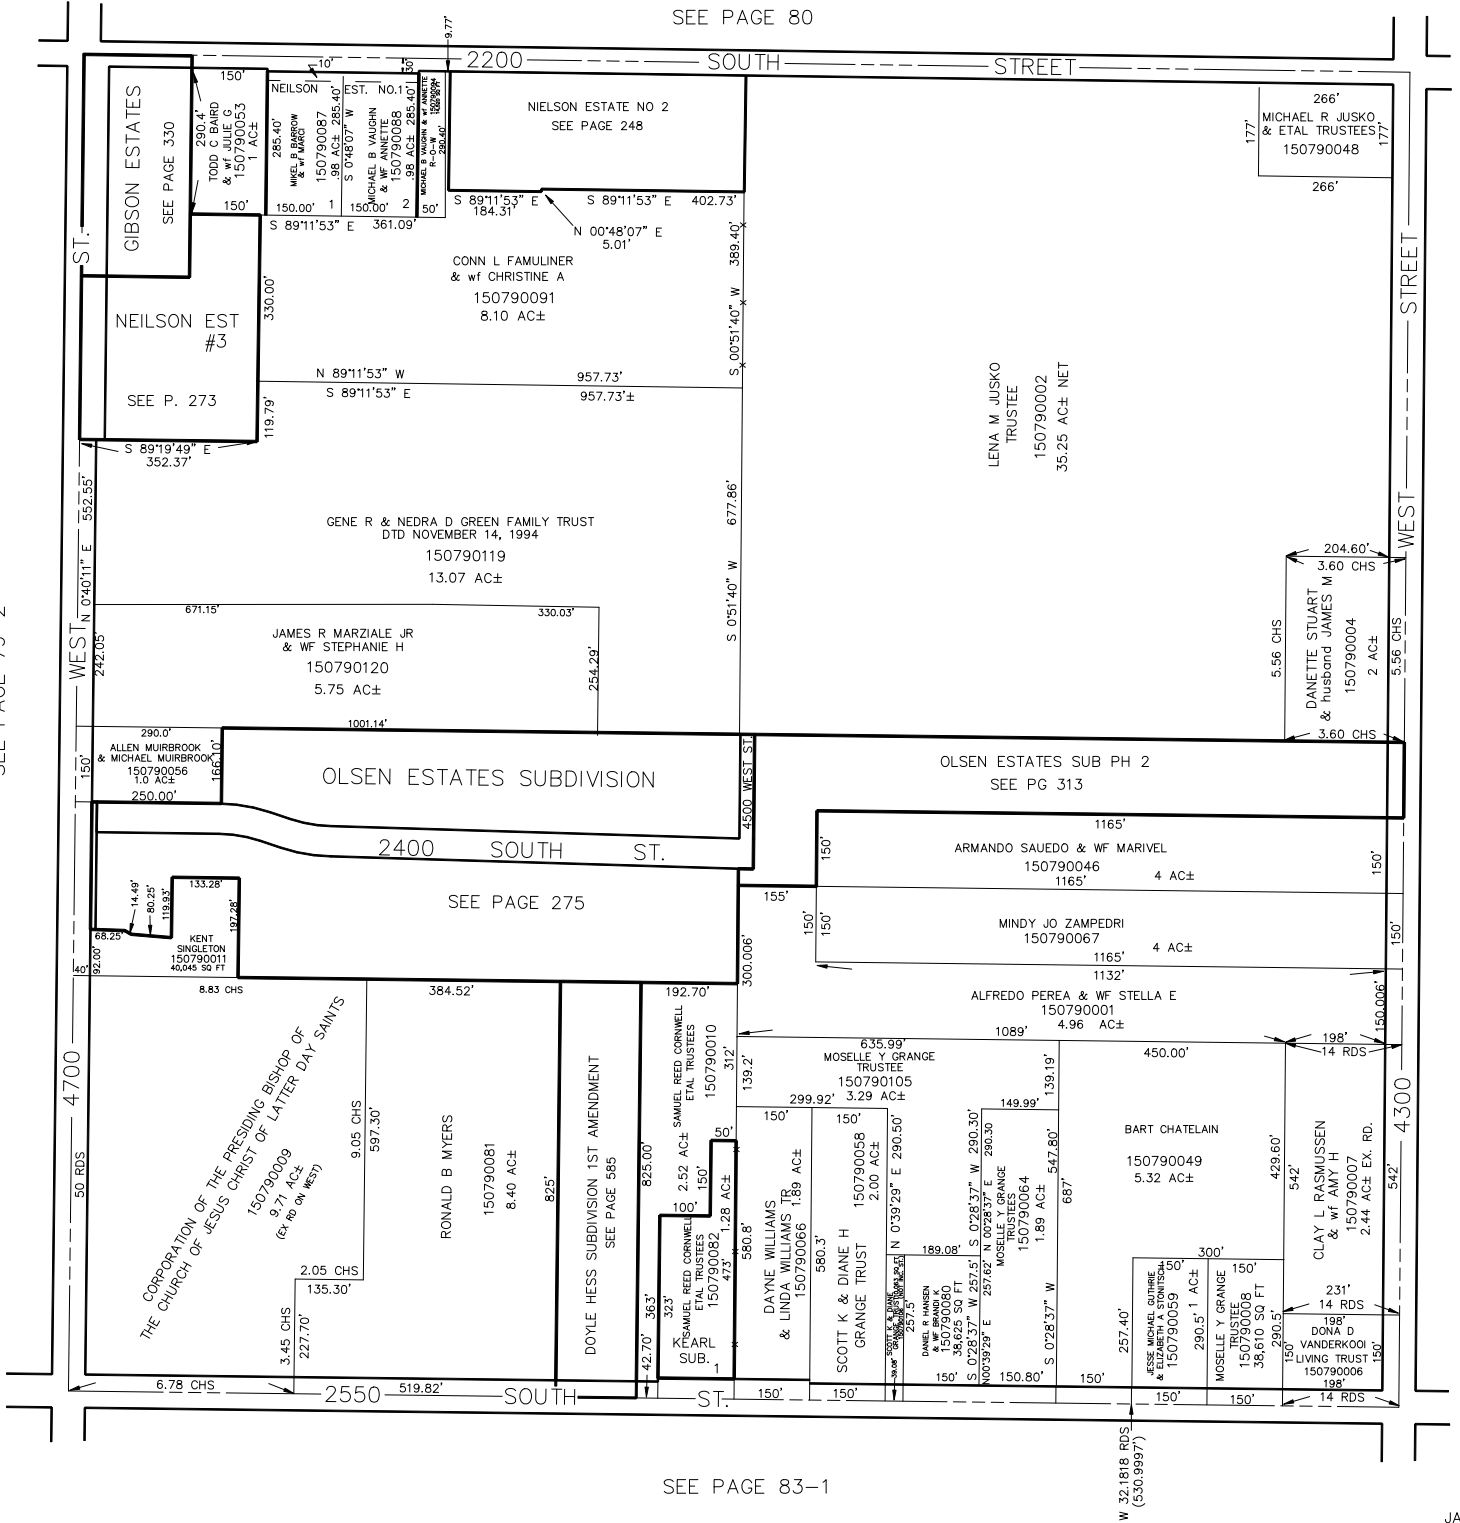 SEE PAGE 80
2200 SOUTH STREET
9.77'
10'
30'
GIBSON ESTATES
SEE PAGE 330
150'
290.4'
TODD C BAIRD
& wf JULIE G
150790053
1 AC±
150'
NEILSON EST. NO.1
285.40'
MIKEL B BARROW
& wf MARCI
150790087
.98 AC± 285.40'
150.00' 1
S 0°48'07" W
MICHAEL B VAUGHN
& WF ANNETTE
150790088
.98 AC± 285.40'
150.00' 2
MICHAEL B VAUGHN & wf ANNETTE
R-O-W
290.40'
50'
S 89°11'53" E 361.09'
NIELSON ESTATE NO 2
SEE PAGE 248
S 89°11'53" E
184.31'
S 89°11'53" E 402.73'
N 00°48'07" E
5.01'
266'
177'
MICHAEL R JUSKO
& ETAL TRUSTEES
150790048
177'
266'
ST.
NEILSON EST
#3
SEE P. 273
330.00'
119.79'
S 89°19'49" E
352.37'
CONN L FAMULINER
& wf CHRISTINE A
150790091
8.10 AC±
S 00°51'40" W 389.40'
N 89°11'53" W 957.73'
S 89°11'53" E 957.73'±
LENA M JUSKO
TRUSTEE
150790002
35.25 AC± NET
WEST STREET
N 0°40'11" E 552.55'
GENE R & NEDRA D GREEN FAMILY TRUST
DTD NOVEMBER 14, 1994
150790119
13.07 AC±
S 0°51'40" W 677.86'
671.15'
330.03'
WEST
242.05'
JAMES R MARZIALE JR
& WF STEPHANIE H
150790120
5.75 AC±
254.29'
1001.14'
204.60'
3.60 CHS
5.56 CHS
DANETTE STUART
& husband JAMES M
150790004
2 AC±
5.56 CHS
3.60 CHS
290.0'
150'
ALLEN MUIRBROOK
& MICHAEL MUIRBROOK
150790056
1.0 AC±
250.00'
166.10'
OLSEN ESTATES SUBDIVISION
4500 WEST ST.
OLSEN ESTATES SUB PH 2
SEE PG 313
2400 SOUTH ST.
1165'
150'
ARMANDO SAUEDO & WF MARIVEL
150790046
4 AC±
1165'
150'
SEE PAGE 275
14.49'
80.25'
119.93'
133.28'
197.28'
68.25'
92.00'
40'
KENT
SINGLETON
150790011
40,045 SQ FT
155'
150'
150'
MINDY JO ZAMPEDRI
150790067
4 AC±
1165'
150'
300.006'
1132'
ALFREDO PEREA & WF STELLA E
150790001
4.96 AC±
1089'
150.006'
198'
14 RDS
8.83 CHS
384.52'
192.70'
4700
50 RDS
CORPORATION OF THE PRESIDING BISHOP OF
THE CHURCH OF JESUS CHRIST OF LATTER DAY SAINTS
150790009
9.71 AC±
(EX RD ON WEST)
9.05 CHS
597.30'
2.05 CHS
135.30'
3.45 CHS
227.70'
6.78 CHS
RONALD B MYERS
150790081
8.40 AC±
825'
519.82'
DOYLE HESS SUBDIVISION 1ST AMENDMENT
SEE PAGE 585
825.00'
SAMUEL REED CORNWELL
ETAL TRUSTEES
150790010
2.52 AC±
312'
50'
150'
100'
363'
323'
42.70'
SAMUEL REED CORNWELL
ETAL TRUSTEES
150790082
1.28 AC±
473'
KEARL
SUB.
1
635.99'
MOSELLE Y GRANGE
TRUSTEE
150790105
3.29 AC±
139.2'
299.92'
139.19'
150'
580.8'
DAYNE WILLIAMS
& LINDA WILLIAMS TR
150790066
1.89 AC±
150'
150'
580.3'
SCOTT K & DIANE H
GRANGE TRUST
150790058
2.00 AC±
150'
N 0°39'29" E 290.50'
SCOTT K & DIANE
39.08'
189.08'
257.5'
DANIEL R HANSEN
& WF BRANDI K
150790080
38,625 SQ FT
150'
S 0°28'37" W 257.5'
S 0°28'37" W 290.30'
149.99'
290.30
N 00°28'37" E
257.62'
N00°39'29" E
MOSELLE Y GRANGE
TRUSTEES
150790064
1.89 AC±
150.80'
S 0°28'37" W 547.80'
687'
450.00'
BART CHATELAIN
150790049
5.32 AC±
429.60'
150'
300'
257.40'
JESSE MICHAEL GUTHRIE
& ELIZABETH A STONITSCH
150790059
1 AC±
150'
290.5'
150'
MOSELLE Y GRANGE
TRUSTEE
150790008
38,610 SQ FT
150'
290.5'
150'
542'
CLAY L RASMUSSEN
& wf AMY H
150790007
2.44 AC± EX. RD.
542'
4300
231'
14 RDS
198'
DONA D
VANDERKOOI
LIVING TRUST
150790006
150'
150'
198'
14 RDS
2550 SOUTH ST.
W 32.1818 RDS
(530.9997')
SEE PAGE 83-1
JA